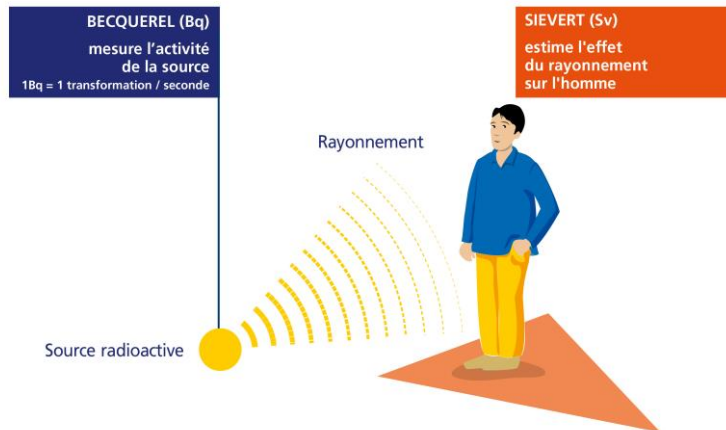 BECQUEREL (Bq)
mesure l’activité
de la source
1Bq = 1 transformation / seconde
SIEVERT (Sv)
estime l'effet
du rayonnement
sur l'homme
Rayonnement
Source radioactive